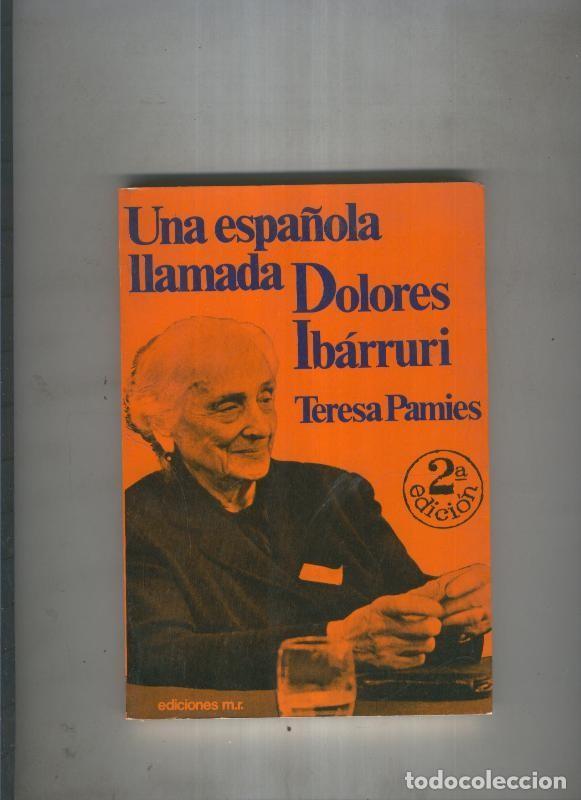 Una española
llamada Dolores
Ibárruri
Teresa Pamies
2ª
edición
ediciones m.r.
todocoleccion